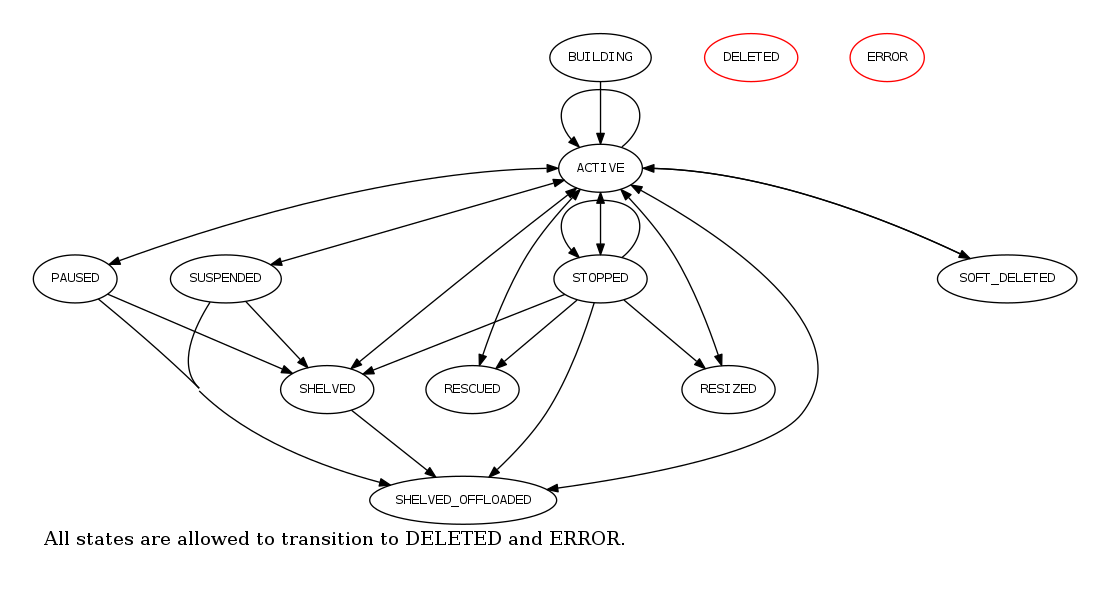 BUILDING DELETED ERROR
ACTIVE
PAUSED SUSPENDED STOPPED SOFT_DELETED
SHELVED RESCUED RESIZED
SHELVED_OFFLOADED
All states are allowed to transition to DELETED and ERROR.